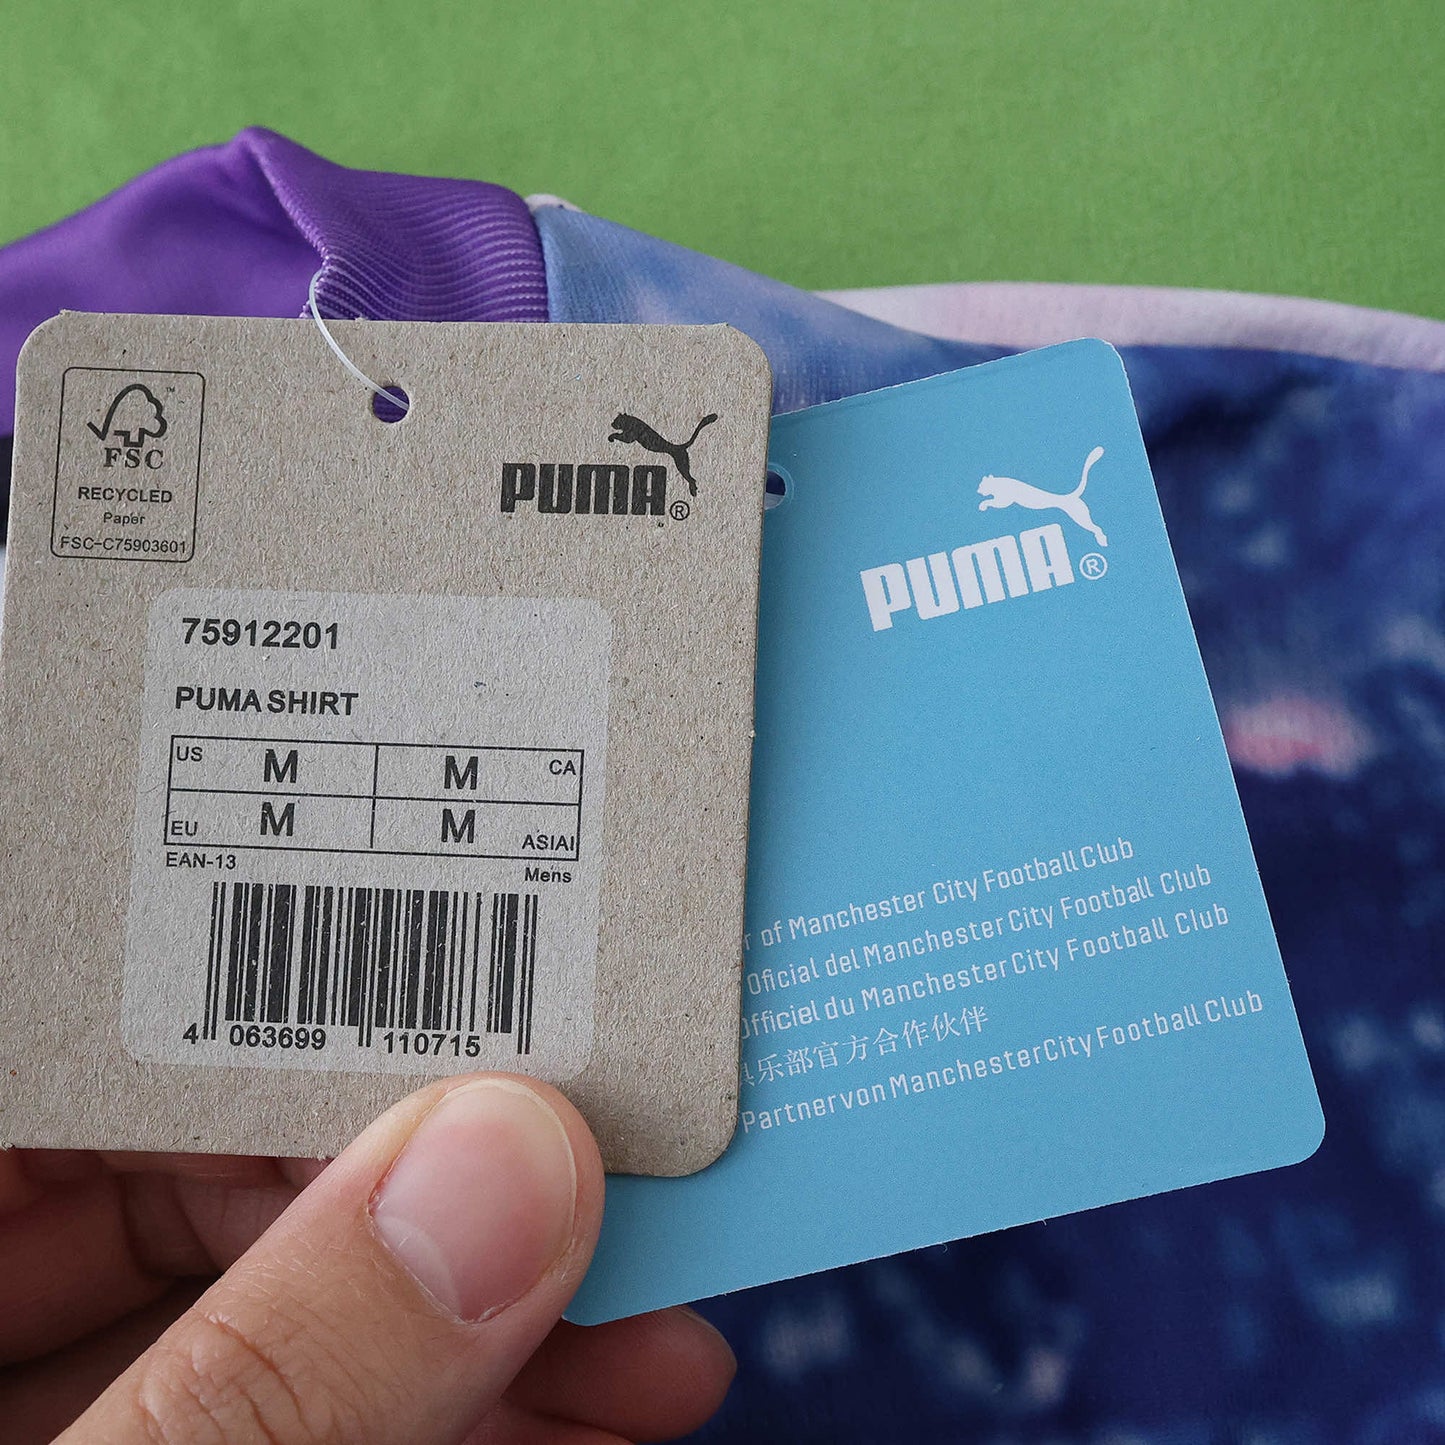 FSC™
RECYCLED
Paper
FSC-C75903601
PUMA®
75912201
PUMA SHIRT
US M M CA
EU M M ASIAI
EAN-13
Mens
4 063699 110715
PUMA®
of Manchester City Football Club
Oficial del Manchester City Football Club
Officiel du Manchester City Football Club
乐部官方合作伙伴
Partner von Manchester City Football Club